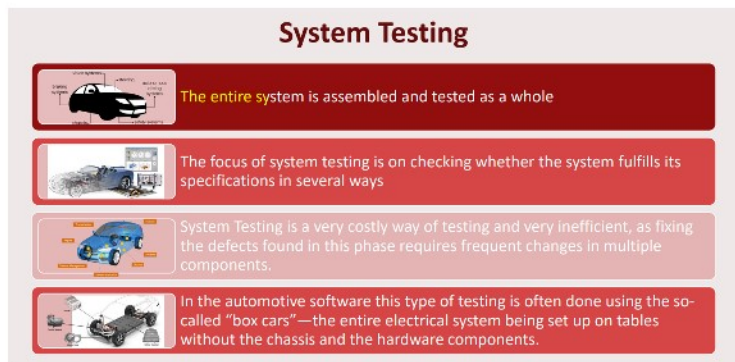 System Testing
The entire system is assembled and tested as a whole
The focus of system testing is on checking whether the system fulfills its
specifications in several ways
System Testing is a very costly way of testing and very inefficient, as fixing
the defects found in this phase requires frequent changes in multiple
components.
In the automotive software this type of testing is often done using the so-
called “box cars”—the entire electrical system being set up on tables
without the chassis and the hardware components.